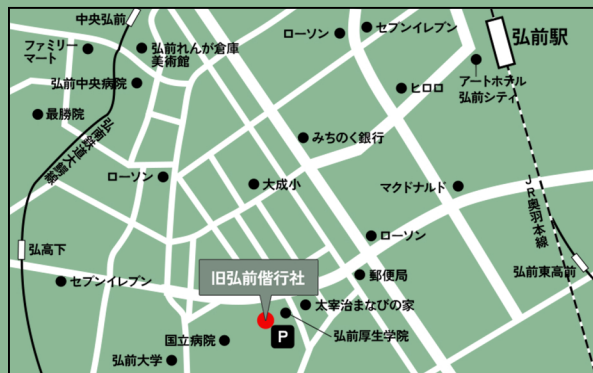 中央弘前
ファミリー
マート
弘前れんが倉庫
美術館
弘前中央病院
最勝院
弘南鉄道大鰐線
ローソン
セブンイレブン
弘前駅
アートホテル
弘前シティ
ヒロロ
みちのく銀行
ローソン
大成小
マクドナルド
JR奥羽本線
ローソン
弘高下
セブンイレブン
旧弘前偕行社
郵便局
弘前東高前
太宰治まなびの家
P
弘前厚生学院
国立病院
弘前大学